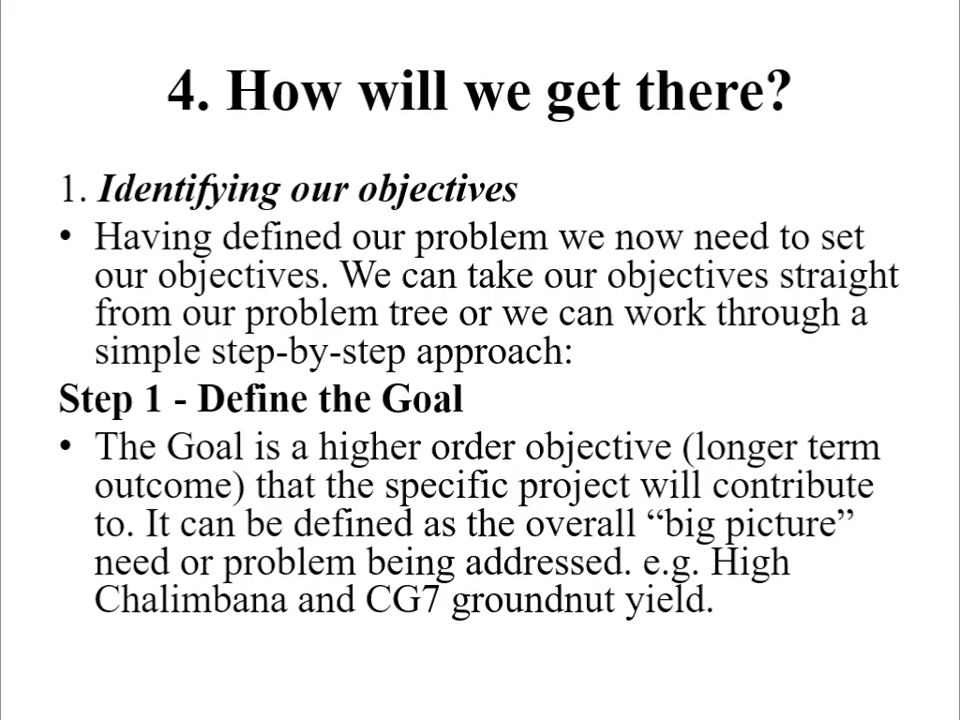 4. How will we get there?
1. Identifying our objectives
• Having defined our problem we now need to set
our objectives. We can take our objectives straight
from our problem tree or we can work through a
simple step-by-step approach:
Step 1 - Define the Goal
• The Goal is a higher order objective (longer term
outcome) that the specific project will contribute
to. It can be defined as the overall “big picture”
need or problem being addressed. e.g. High
Chalimbana and CG7 groundnut yield.